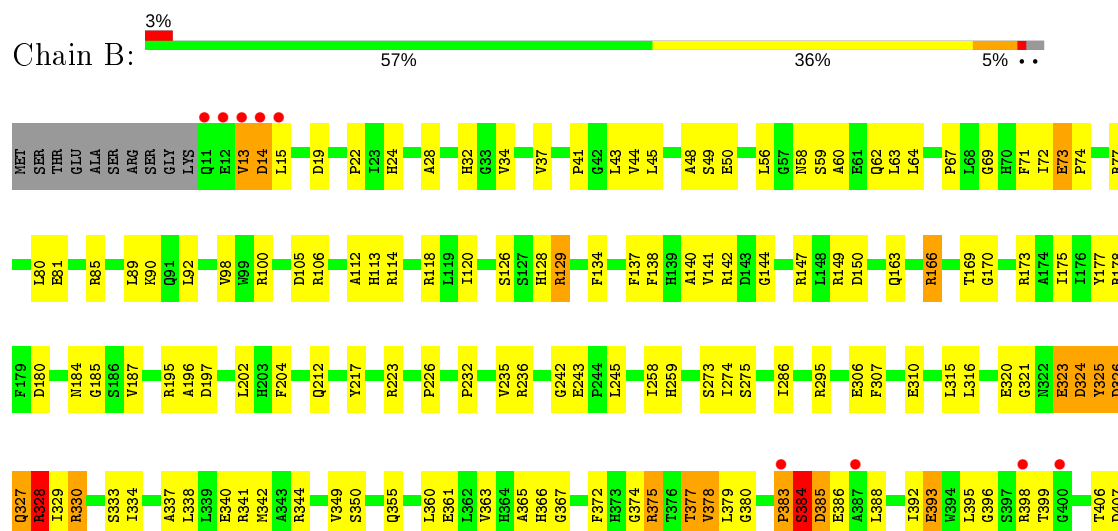 3%
Chain B:
57% 36% 5% • •
MET SER THR GLU ALA SER ARG SER GLY LYS Q11 E12 V13 D14 L15 D19 P22 I23 H24 A28 H32 G33 V34 V37 P41 G42 L43 V44 L45 A48 S49 E50 L56 G57 N58 S59 A60 E61 Q62 L63 L64 P67 L68 G69 H70 F71 I72 E73 P74 R77
L80 E81 R85 L89 K90 Q91 L92 V98 W99 R100 D105 R106 A112 H113 R114 R118 L119 I120 S126 S127 H128 R129 F134 F137 F138 H139 A140 V141 R142 D143 G144 R147 L148 R149 D150 Q163 R166 T169 G170 R173 A174 I175 I176 Y177
F179 D180 N184 G185 S186 V187 R195 A196 D197 L202 H203 F204 Q212 Y217 R223 P226 P232 V235 R236 G242 E243 P244 L245 I258 H259 S273 I274 S275 I286 R295 E306 F307 E310 L315 L316 E320 G321 N322 E323 D324 Y325
Q327 R328 I329 R330 S333 I334 A337 L338 L339 E340 R341 M342 A343 R344 V349 S350 Q355 L360 E361 L362 V363 H364 H366 A365 G367 F372 H373 G374 R375 T376 T377 V378 L379 G380 P383 S384 D385 E386 A387 L388 I392 E393 W394 L395 G396 S397 R398 T399 G400 T406